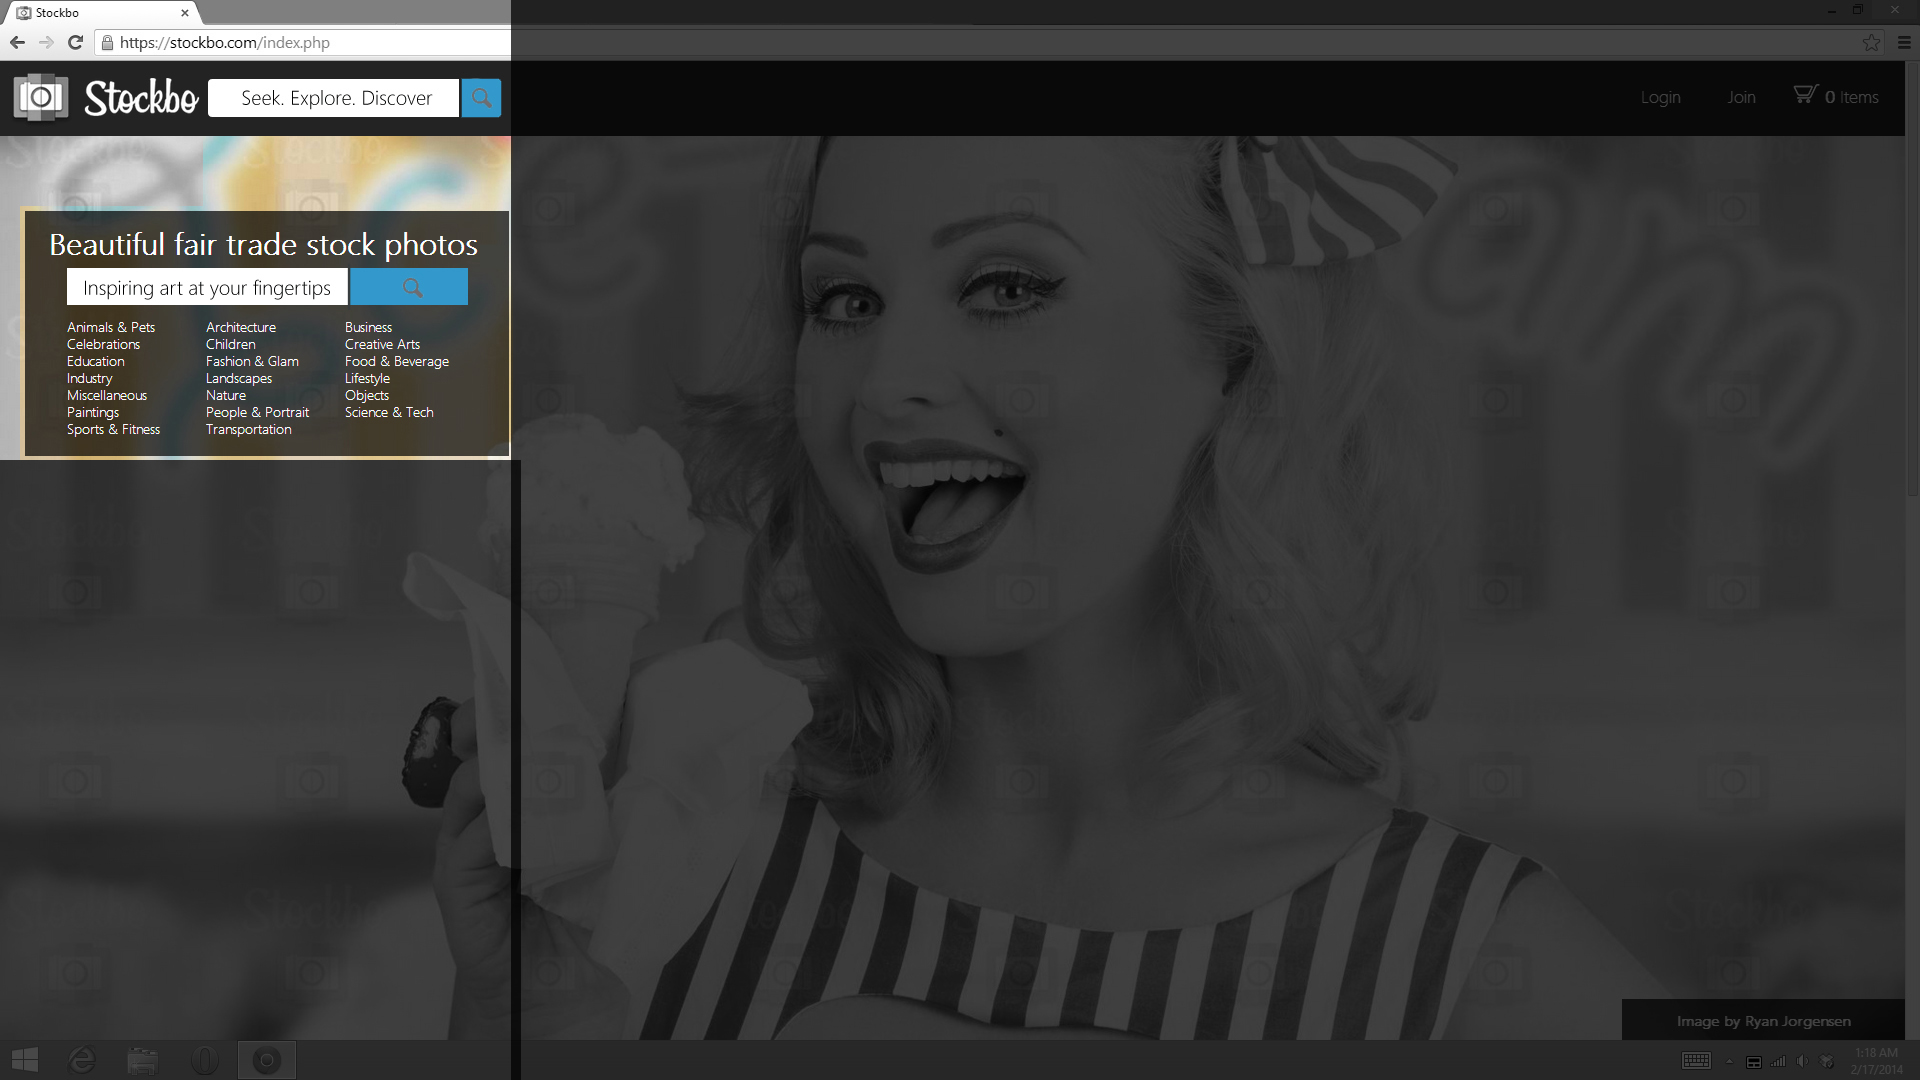 Stockbo
https://stockbo.com/index.php
Stockbo
Seek. Explore. Discover
Login
Join
0 Items
Beautiful fair trade stock photos
Inspiring art at your fingertips
Animals & Pets Architecture Business
Celebrations Children Creative Arts
Education Fashion & Glam Food & Beverage
Industry Landscapes Lifestyle
Miscellaneous Nature Objects
Paintings People & Portrait Science & Tech
Sports & Fitness Transportation
Image by Ryan Jorgensen
1:18 AM
2/17/2014